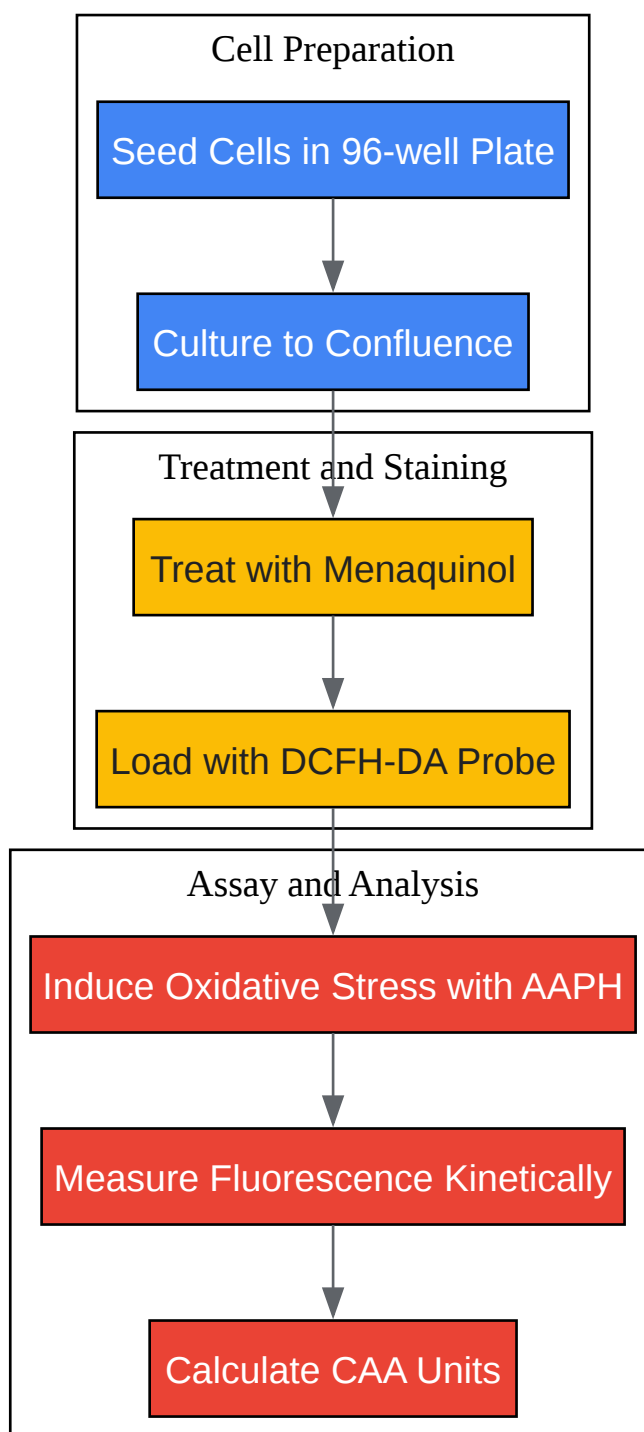 Cell Preparation
Seed Cells in 96-well Plate
Culture to Confluence
Treatment and Staining
Treat with Menaquinol
Load with DCFH-DA Probe
Assay and Analysis
Induce Oxidative Stress with AAPH
Measure Fluorescence Kinetically
Calculate CAA Units